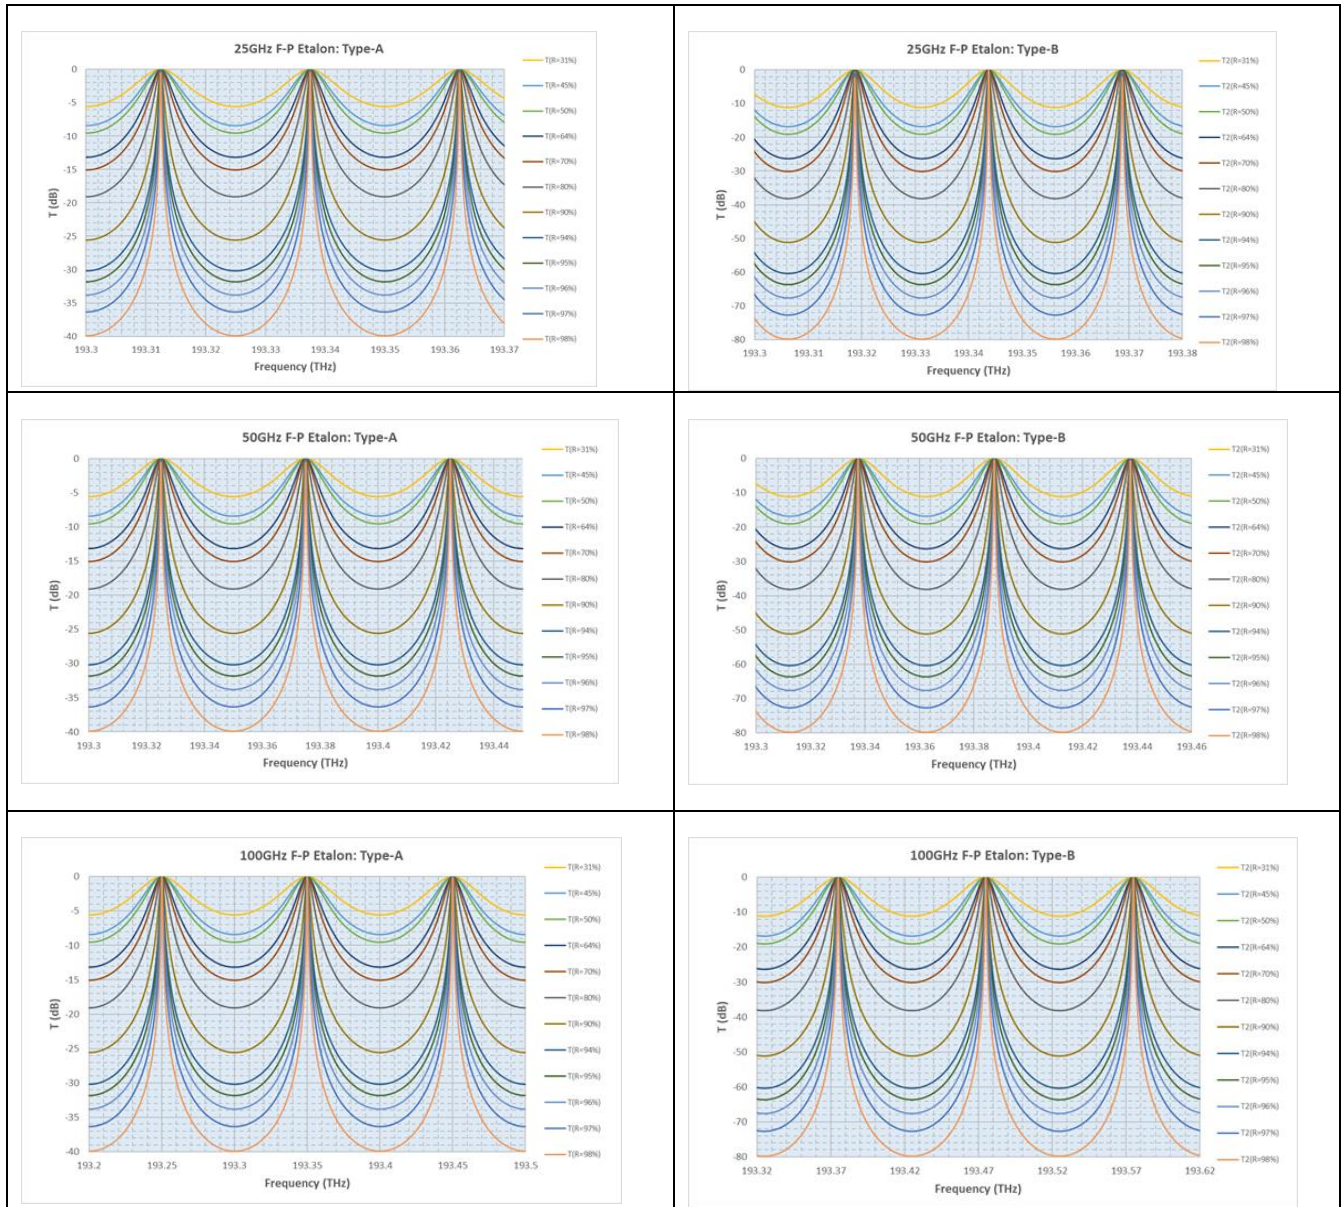 25GHz F-P Etalon: Type-A
T (dB)
0
-5
-10
-15
-20
-25
-30
-35
-40
193.3 193.31 193.32 193.33 193.34 193.35 193.36 193.37
Frequency (THz)
T(R=31%)
T(R=45%)
T(R=50%)
T(R=64%)
T(R=70%)
T(R=80%)
T(R=90%)
T(R=94%)
T(R=95%)
T(R=96%)
T(R=97%)
T(R=98%)
25GHz F-P Etalon: Type-B
T (dB)
0
-10
-20
-30
-40
-50
-60
-70
-80
193.3 193.31 193.32 193.33 193.34 193.35 193.36 193.37 193.38
Frequency (THz)
T2(R=31%)
T2(R=45%)
T2(R=50%)
T2(R=64%)
T2(R=70%)
T2(R=80%)
T2(R=90%)
T2(R=94%)
T2(R=95%)
T2(R=96%)
T2(R=97%)
T2(R=98%)
50GHz F-P Etalon: Type-A
T (dB)
0
-5
-10
-15
-20
-25
-30
-35
-40
193.3 193.32 193.34 193.36 193.38 193.4 193.42 193.44
Frequency (THz)
T(R=31%)
T(R=45%)
T(R=50%)
T(R=64%)
T(R=70%)
T(R=80%)
T(R=90%)
T(R=94%)
T(R=95%)
T(R=96%)
T(R=97%)
T(R=98%)
50GHz F-P Etalon: Type-B
T (dB)
0
-10
-20
-30
-40
-50
-60
-70
-80
193.3 193.32 193.34 193.36 193.38 193.4 193.42 193.44 193.46
Frequency (THz)
T2(R=31%)
T2(R=45%)
T2(R=50%)
T2(R=64%)
T2(R=70%)
T2(R=80%)
T2(R=90%)
T2(R=94%)
T2(R=95%)
T2(R=96%)
T2(R=97%)
T2(R=98%)
100GHz F-P Etalon: Type-A
T (dB)
0
-5
-10
-15
-20
-25
-30
-35
-40
193.2 193.25 193.3 193.35 193.4 193.45 193.5
Frequency (THz)
T(R=31%)
T(R=45%)
T(R=50%)
T(R=64%)
T(R=70%)
T(R=80%)
T(R=90%)
T(R=94%)
T(R=95%)
T(R=96%)
T(R=97%)
T(R=98%)
100GHz F-P Etalon: Type-B
T (dB)
0
-10
-20
-30
-40
-50
-60
-70
-80
193.32 193.37 193.42 193.47 193.52 193.57 193.62
Frequency (THz)
T2(R=31%)
T2(R=45%)
T2(R=50%)
T2(R=64%)
T2(R=70%)
T2(R=80%)
T2(R=90%)
T2(R=94%)
T2(R=95%)
T2(R=96%)
T2(R=97%)
T2(R=98%)